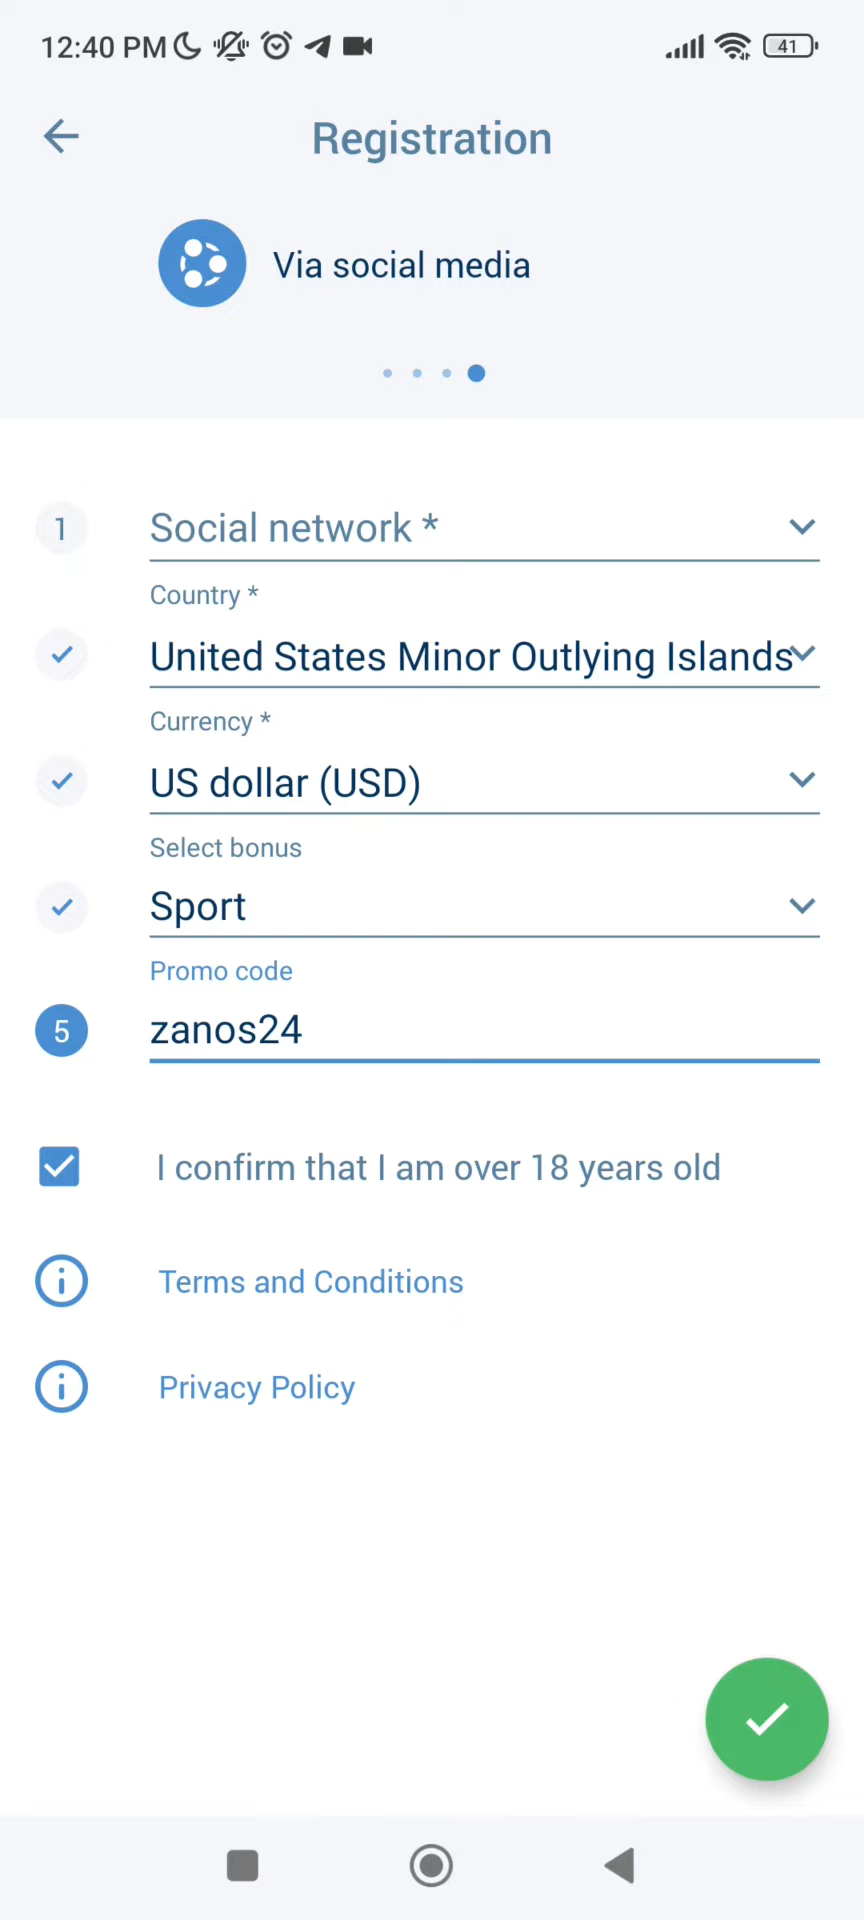 12:40 PM
41
Registration
Via social media
1
Social network *
Country *
United States Minor Outlying Islands
Currency *
US dollar (USD)
Select bonus
Sport
Promo code
5
zanos24
I confirm that I am over 18 years old
Terms and Conditions
Privacy Policy